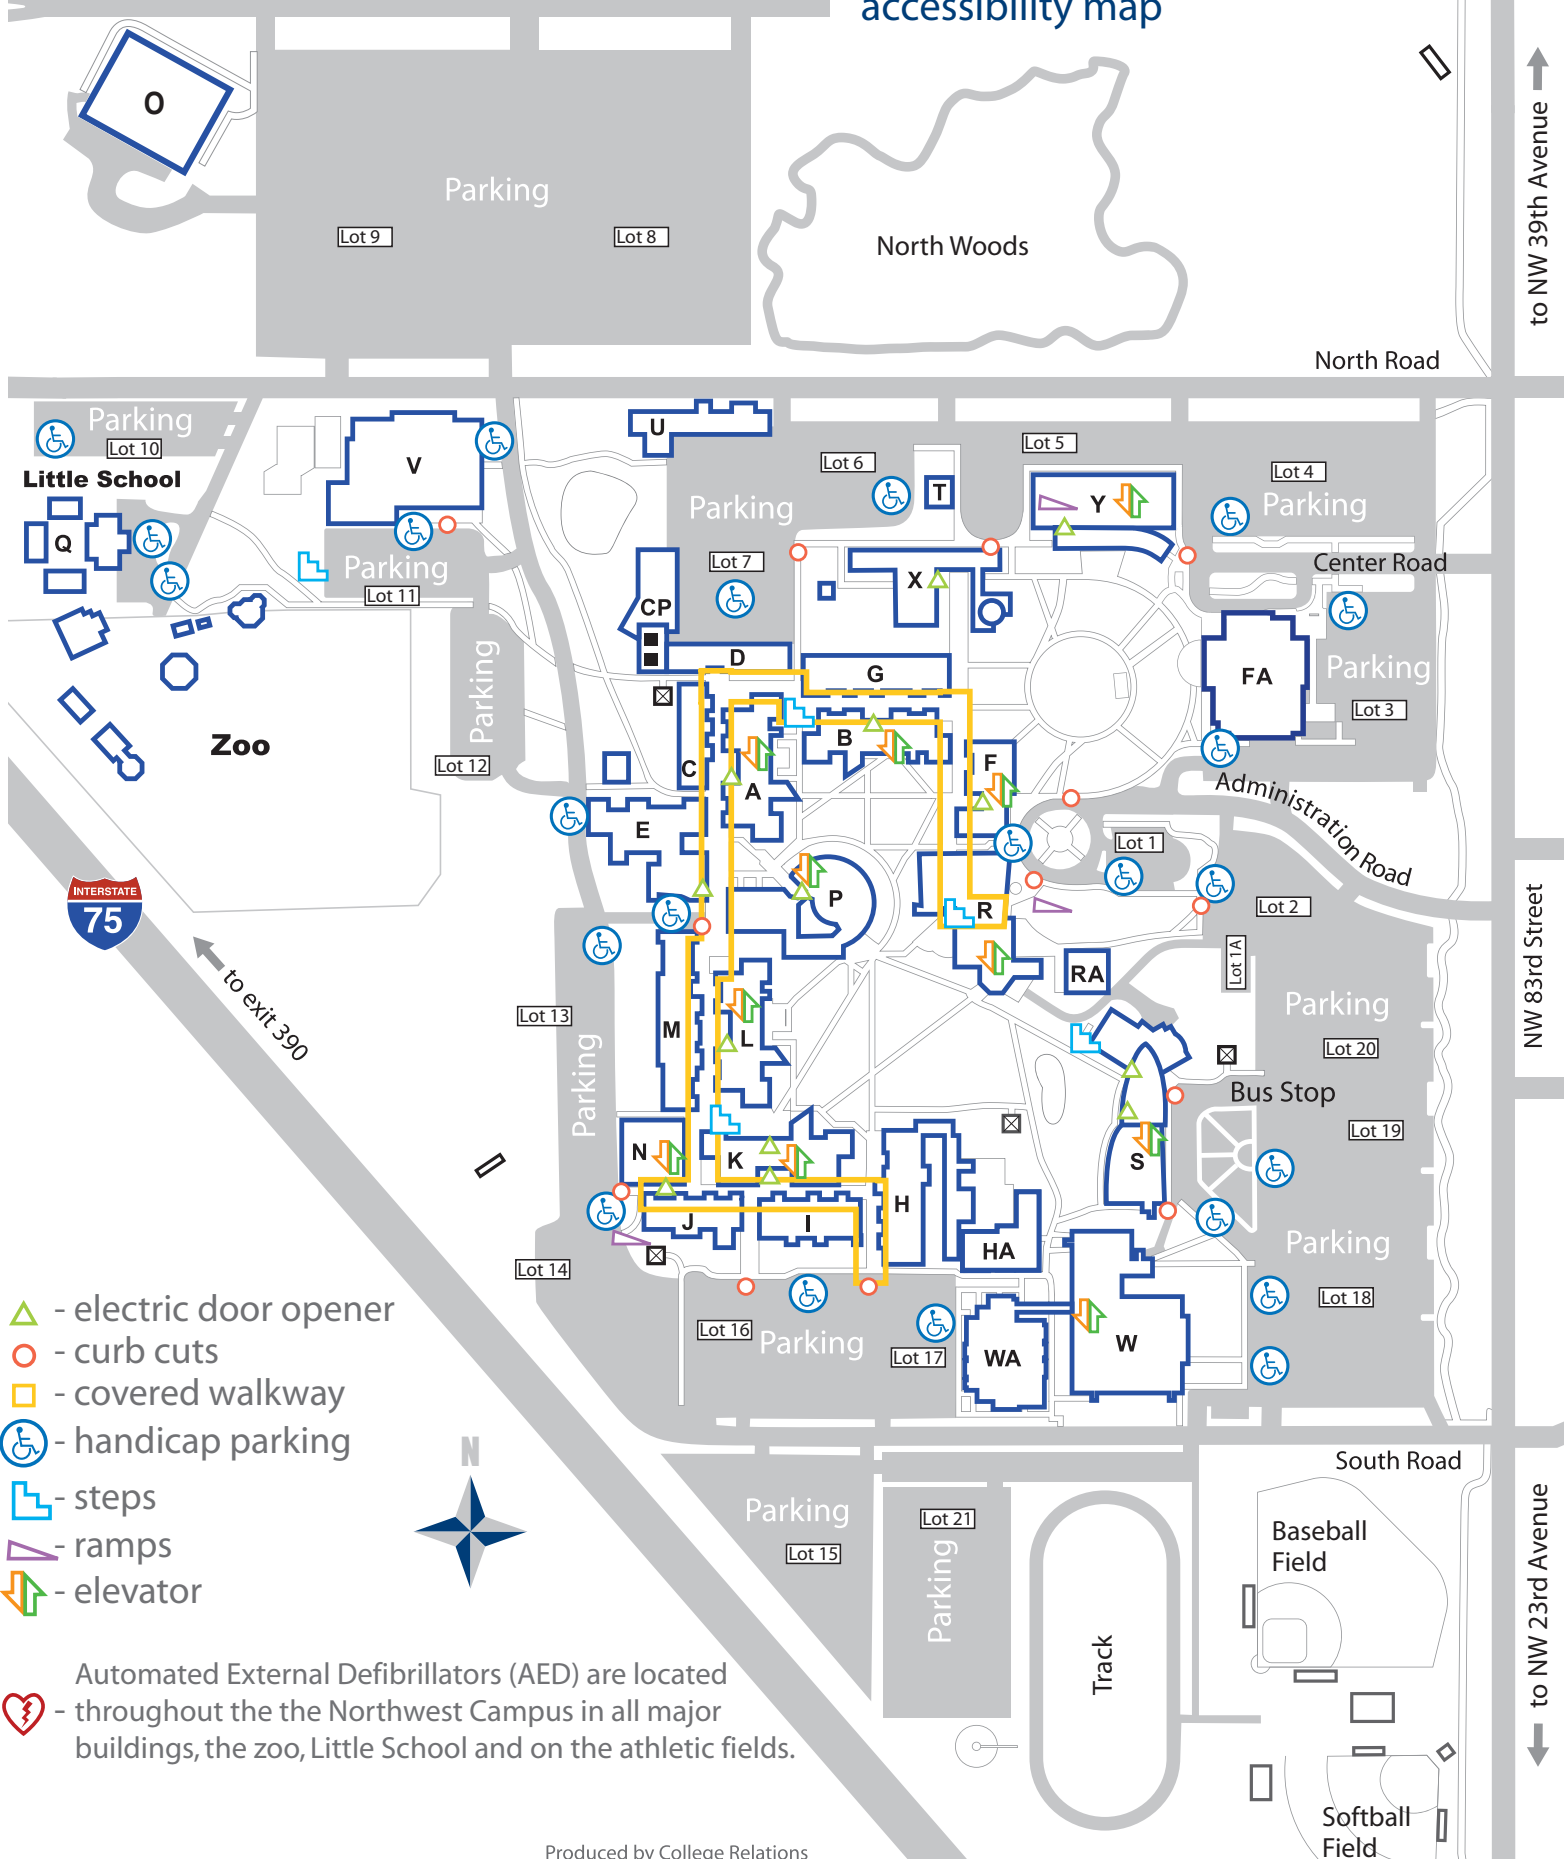 accessibility map
O
to NW 39th Avenue
Parking
Lot 9
Lot 8
North Woods
North Road
Parking
Lot 10
Little School
Q
V
U
Lot 6
T
Lot 5
Y
Lot 4
Parking
Parking
Lot 7
Center Road
X
Parking
Lot 11
CP
D
G
FA
Parking
Lot 3
Parking
Lot 12
Zoo
C
A
B
F
E
Administration Road
Lot 1
P
R
Lot 2
INTERSTATE
75
to exit 390
RA
Lot 1A
NW 83rd Street
Lot 13
Parking
M
L
Parking
Lot 20
Bus Stop
Lot 19
N
K
S
J
I
H
HA
Parking
Lot 14
Lot 18
Lot 16
Parking
Lot 17
WA
W
- electric door opener
- curb cuts
- covered walkway
- handicap parking
- steps
- ramps
- elevator
N
South Road
Parking
Lot 15
Lot 21
Parking
Track
Baseball
Field
to NW 23rd Avenue
Automated External Defibrillators (AED) are located
- throughout the the Northwest Campus in all major
buildings, the zoo, Little School and on the athletic fields.
Softball
Field
Produced by College Relations